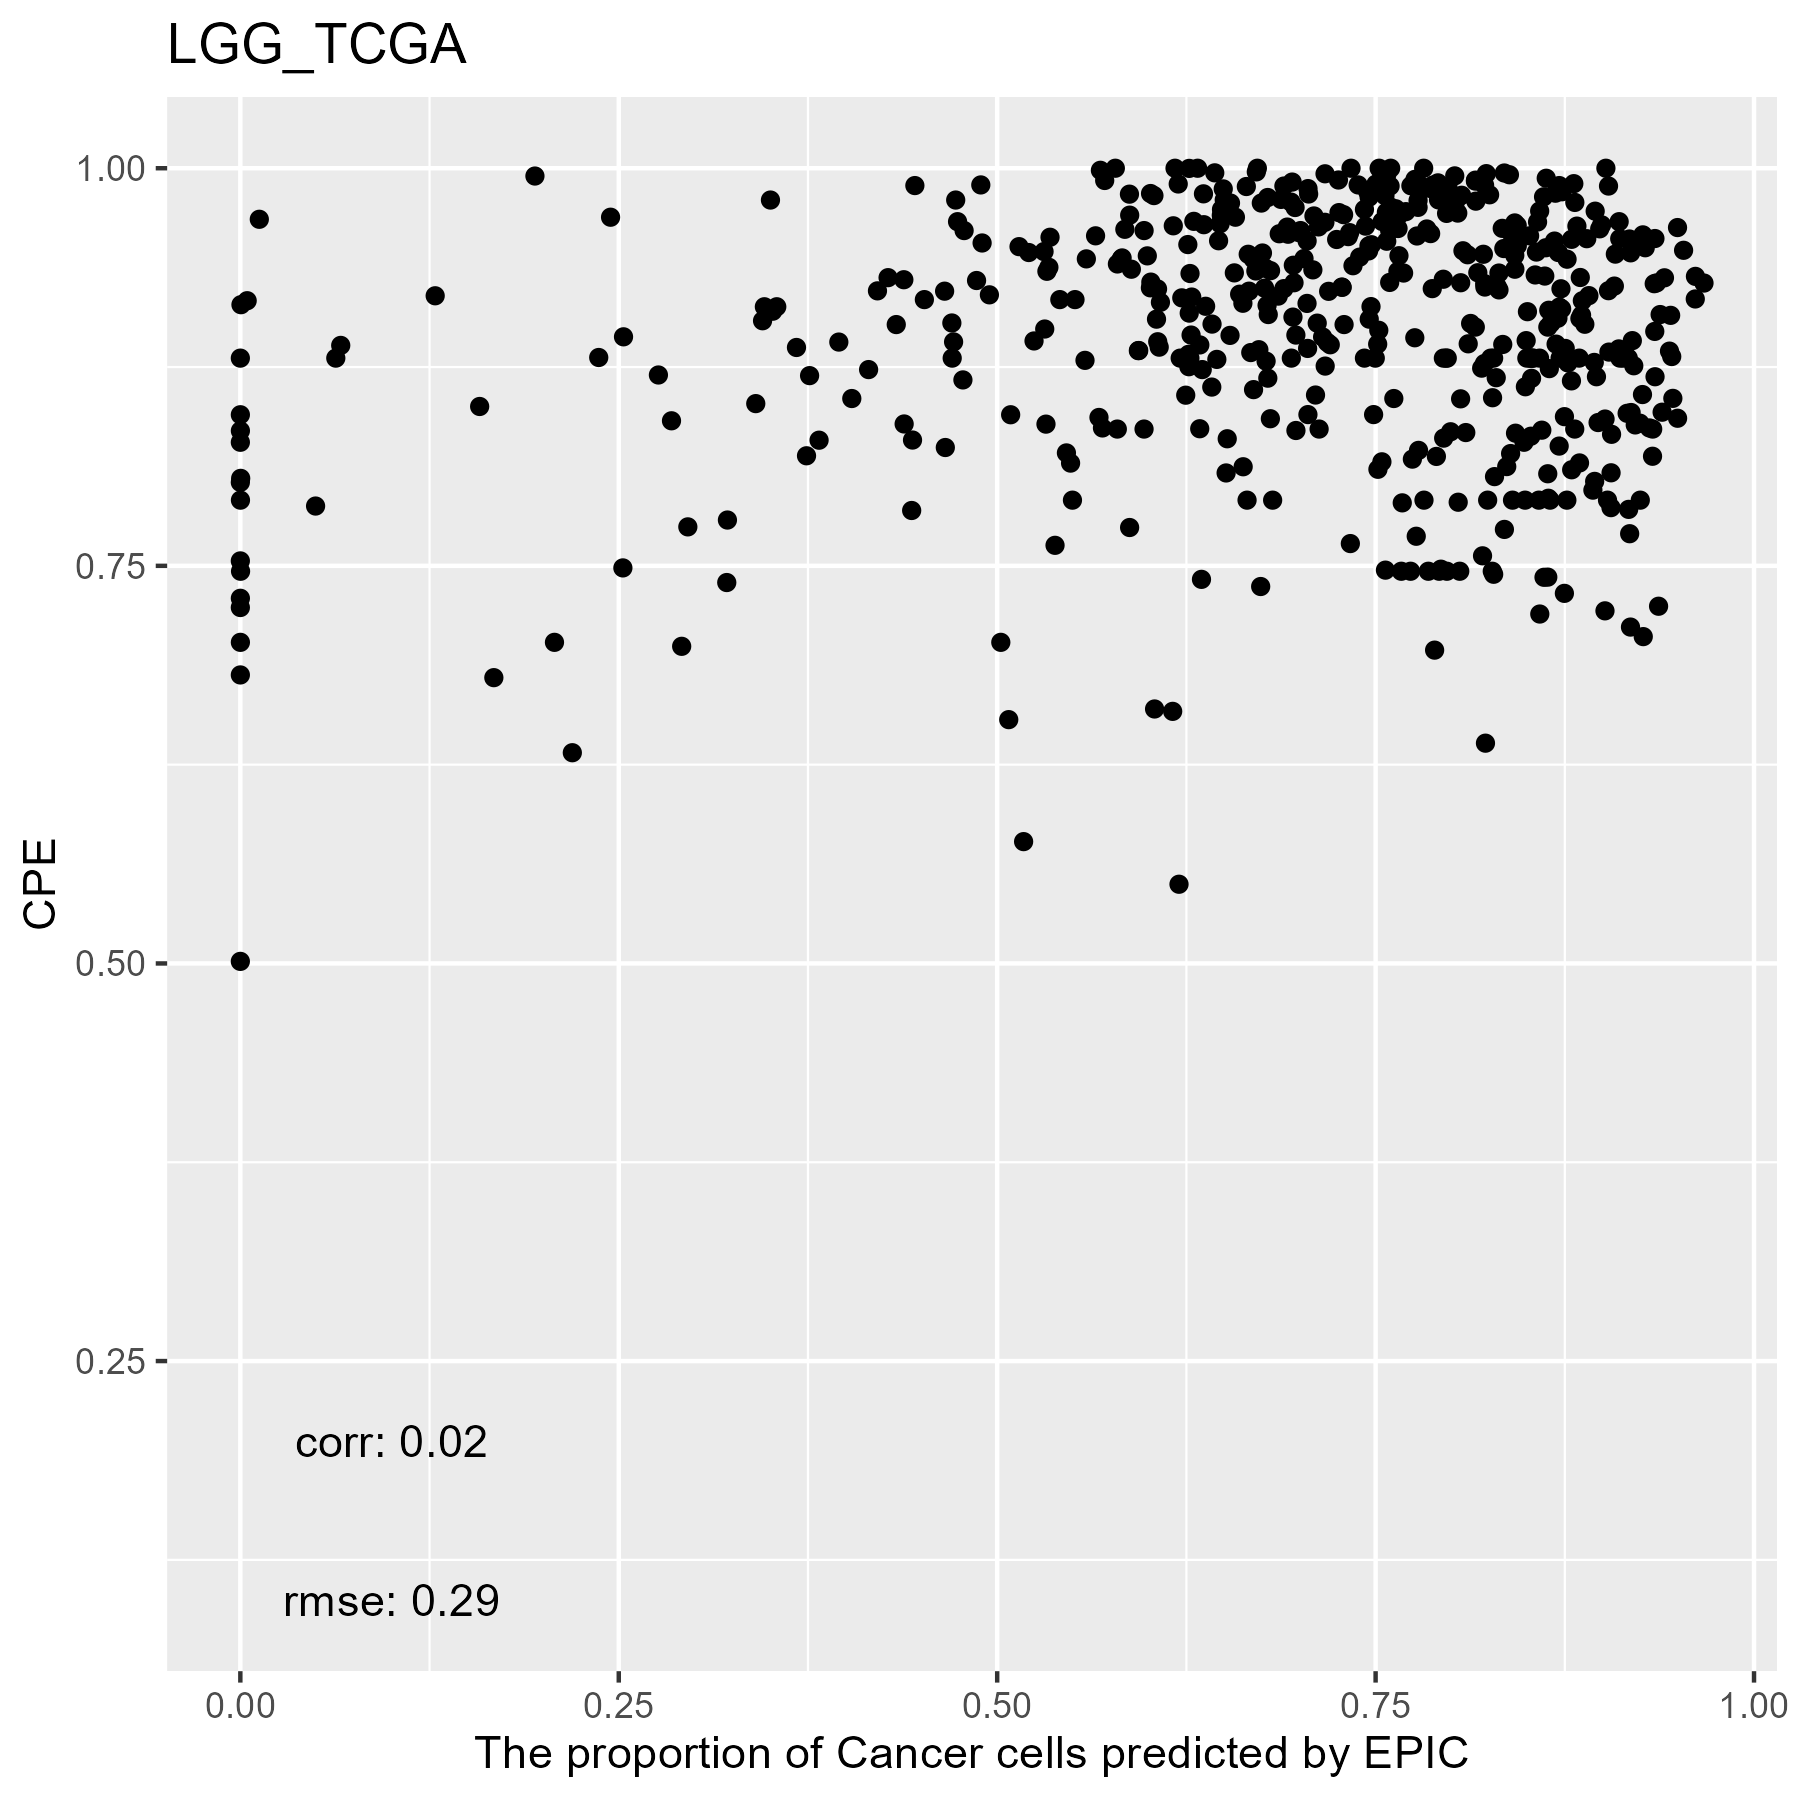 LGG_TCGA
1.00
0.75
0.50
0.25
CPE
corr: 0.02
rmse: 0.29
0.00 0.25 0.50 0.75 1.00
The proportion of Cancer cells predicted by EPIC